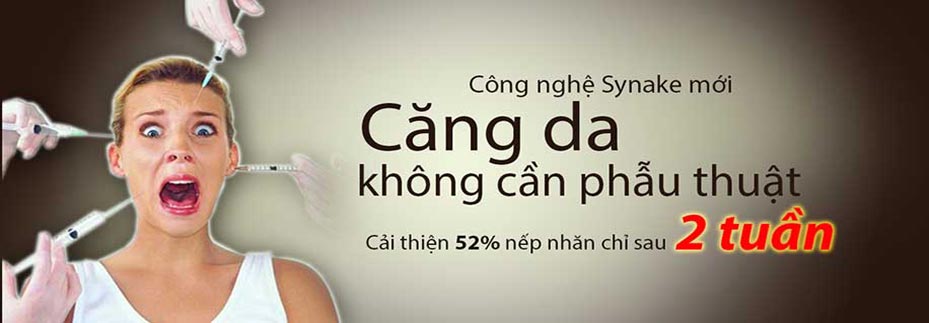 Công nghệ Synake mới
Căng da
không cần phẫu thuật
Cải thiện 52% nếp nhăn chỉ sau 2 tuần